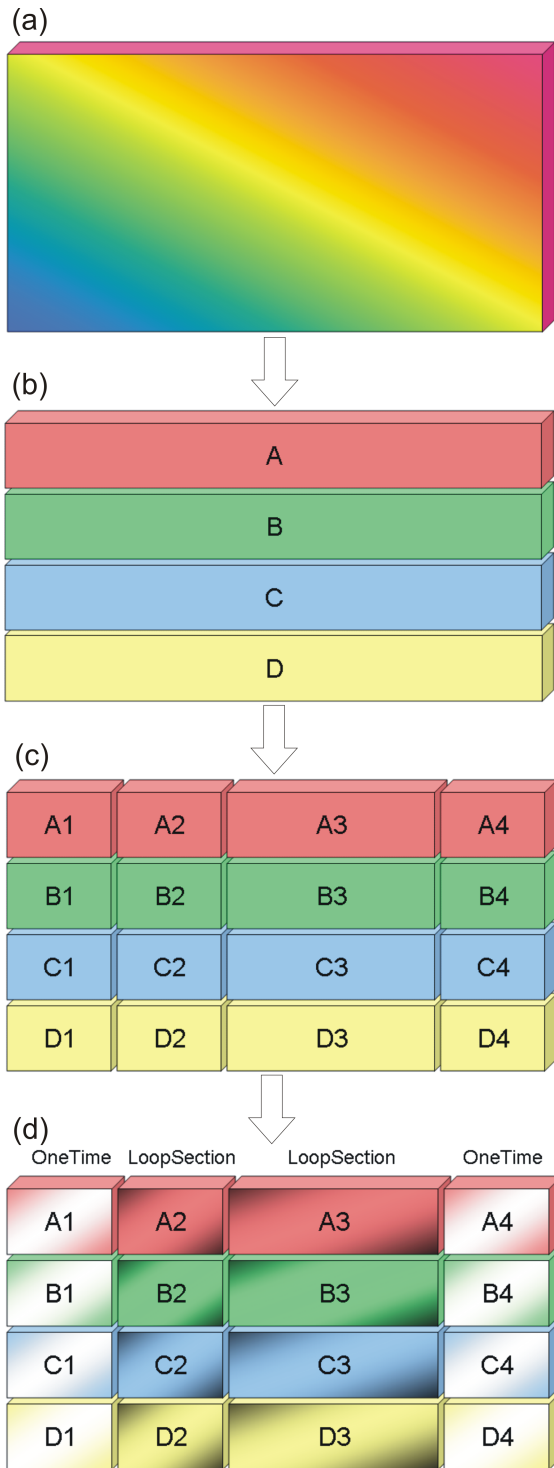 (a)
(b)
A
B
C
D
(c)
A1 A2 A3 A4
B1 B2 B3 B4
C1 C2 C3 C4
D1 D2 D3 D4
(d)
OneTime LoopSection LoopSection OneTime
A1 A2 A3 A4
B1 B2 B3 B4
C1 C2 C3 C4
D1 D2 D3 D4